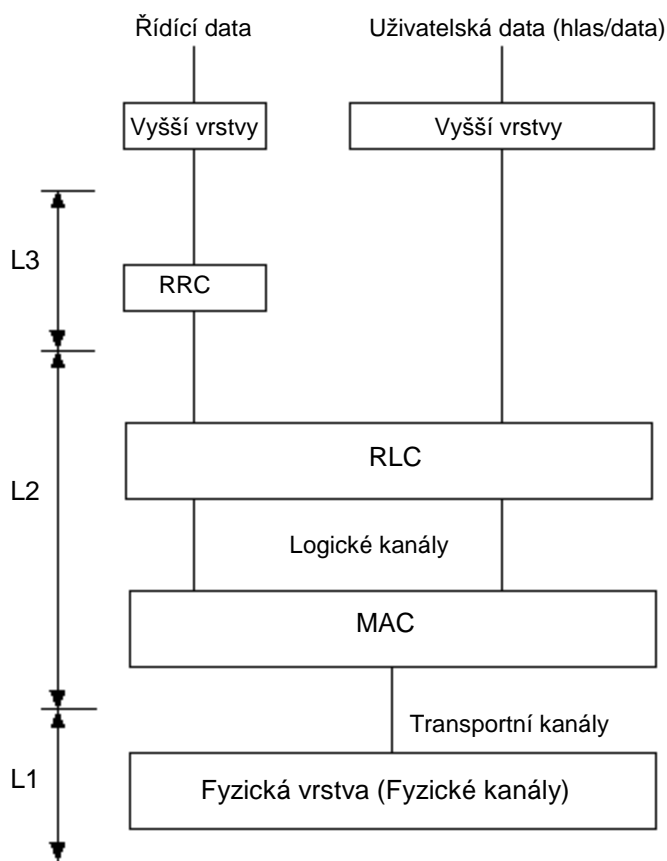 Řídící data
Uživatelská data (hlas/data)
Vyšší vrstvy
Vyšší vrstvy
L3
RRC
RLC
L2
Logické kanály
MAC
Transportní kanály
L1
Fyzická vrstva (Fyzické kanály)